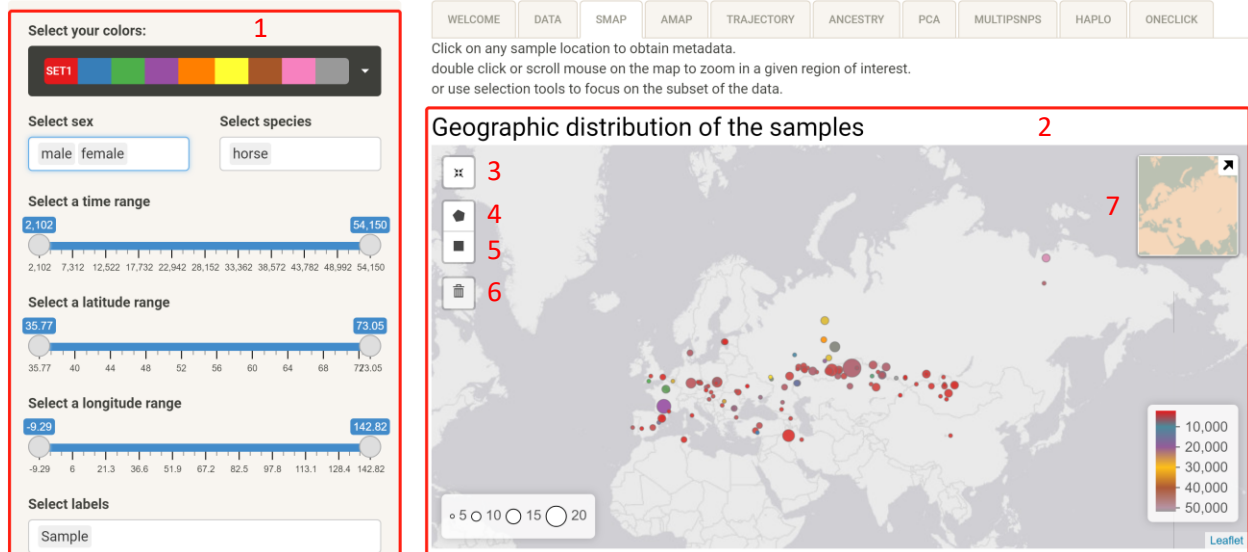 Select your colors:
1
SET1
Select sex
Select species
male female
horse
Select a time range
2,102
54,150
2,102 7,312 12,522 17,732 22,942 28,152 33,362 38,572 43,782 48,992 54,150
Select a latitude range
35.77
73.05
35.77 40 44 48 52 56 60 64 68 723.05
Select a longitude range
-9.29
142.82
-9.29 6 21.3 36.6 51.9 67.2 82.5 97.8 113.1 128.4 142.82
Select labels
Sample
WELCOME DATA SMAP AMAP TRAJECTORY ANCESTRY PCA MULTIPSNPS HAPLO ONECLICK
Click on any sample location to obtain metadata.
double click or scroll mouse on the map to zoom in a given region of interest.
or use selection tools to focus on the subset of the data.
Geographic distribution of the samples
2
3
4
5
6
7
10,000
20,000
30,000
40,000
50,000
5 10 15 20
Leaflet